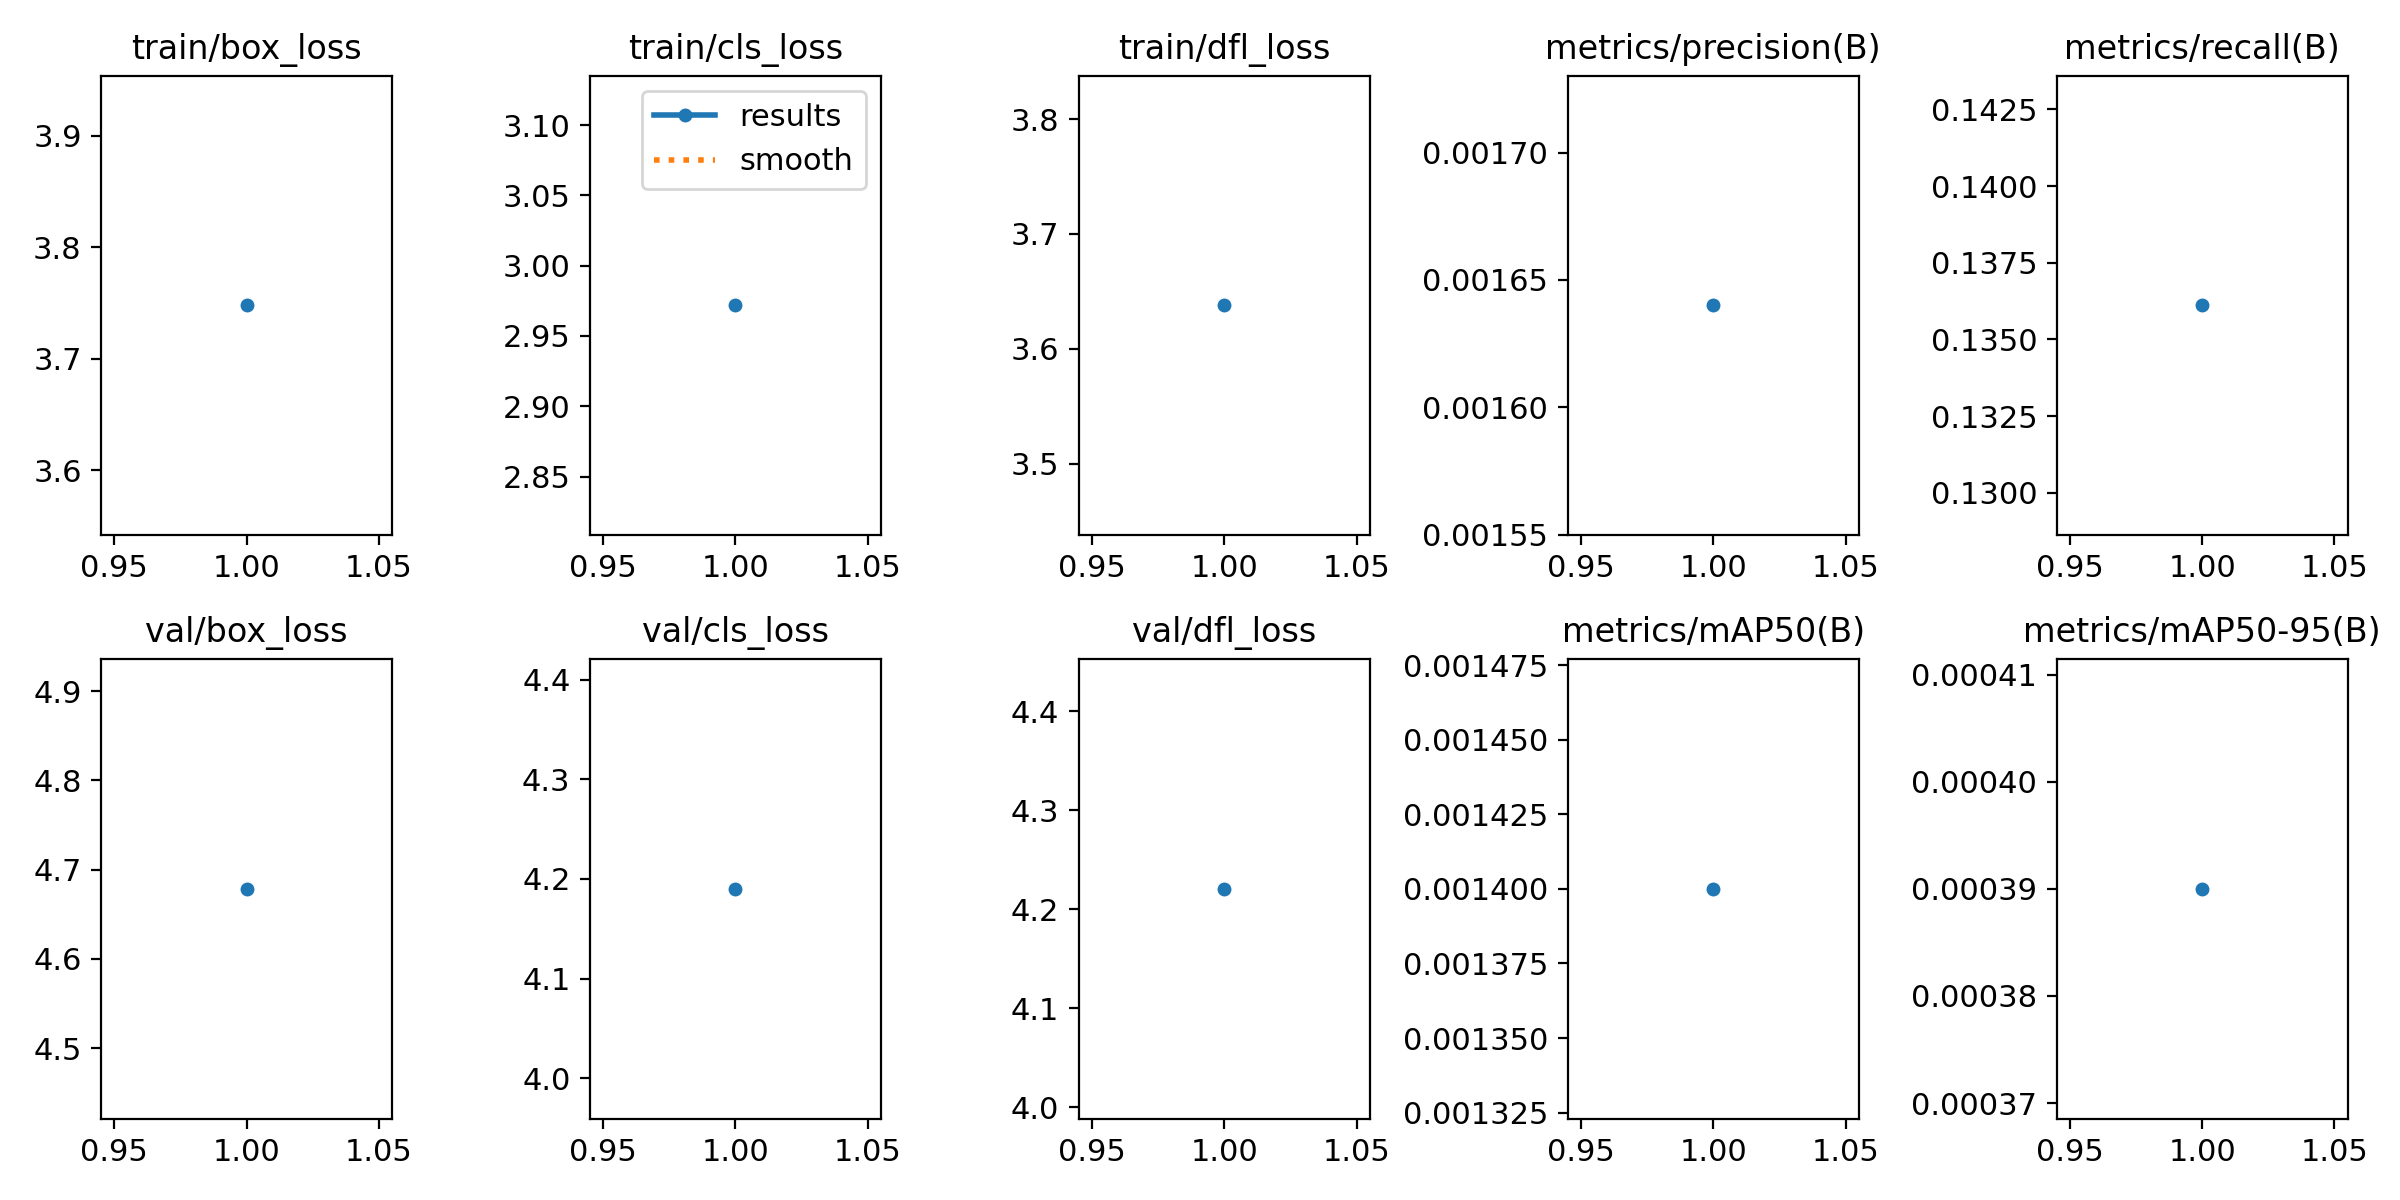 train/box_loss
3.9
3.8
3.7
3.6
0.95 1.00 1.05
train/cls_loss
results
smooth
3.10
3.05
3.00
2.95
2.90
2.85
0.95 1.00 1.05
train/dfl_loss
3.8
3.7
3.6
3.5
0.95 1.00 1.05
metrics/precision(B)
0.00170
0.00165
0.00160
0.00155
0.95 1.00 1.05
metrics/recall(B)
0.1425
0.1400
0.1375
0.1350
0.1325
0.1300
0.95 1.00 1.05
val/box_loss
4.9
4.8
4.7
4.6
4.5
0.95 1.00 1.05
val/cls_loss
4.4
4.3
4.2
4.1
4.0
0.95 1.00 1.05
val/dfl_loss
4.4
4.3
4.2
4.1
4.0
0.95 1.00 1.05
metrics/mAP50(B)
0.001475
0.001450
0.001425
0.001400
0.001375
0.001350
0.001325
0.95 1.00 1.05
metrics/mAP50-95(B)
0.00041
0.00040
0.00039
0.00038
0.00037
0.95 1.00 1.05